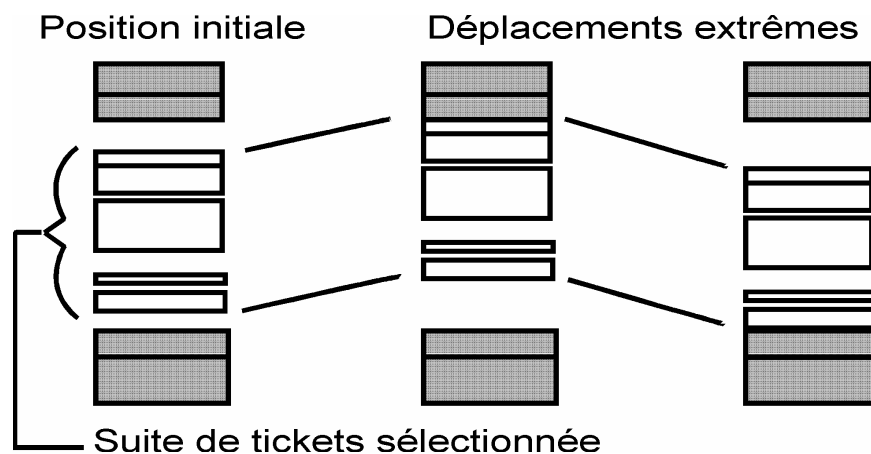 Position initiale
Déplacements extrêmes
Suite de tickets sélectionnée